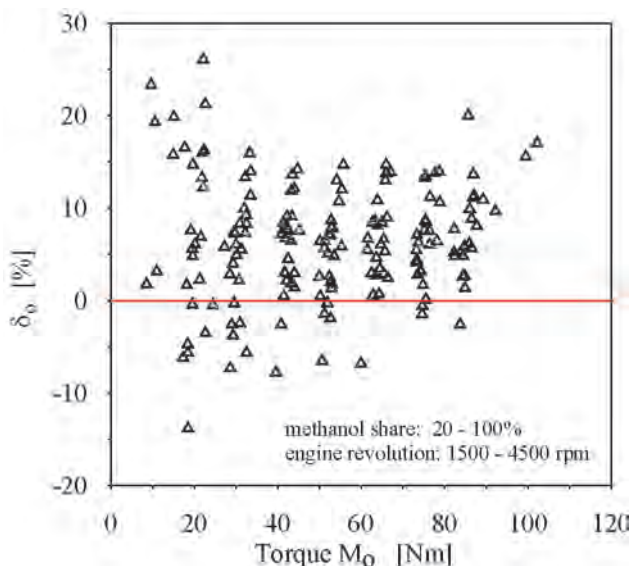 30
20
10
0
-10
-20
δo [%]
methanol share: 20 - 100%
engine revolution: 1500 - 4500 rpm
0 20 40 60 80 100 120
Torque Mo [Nm]